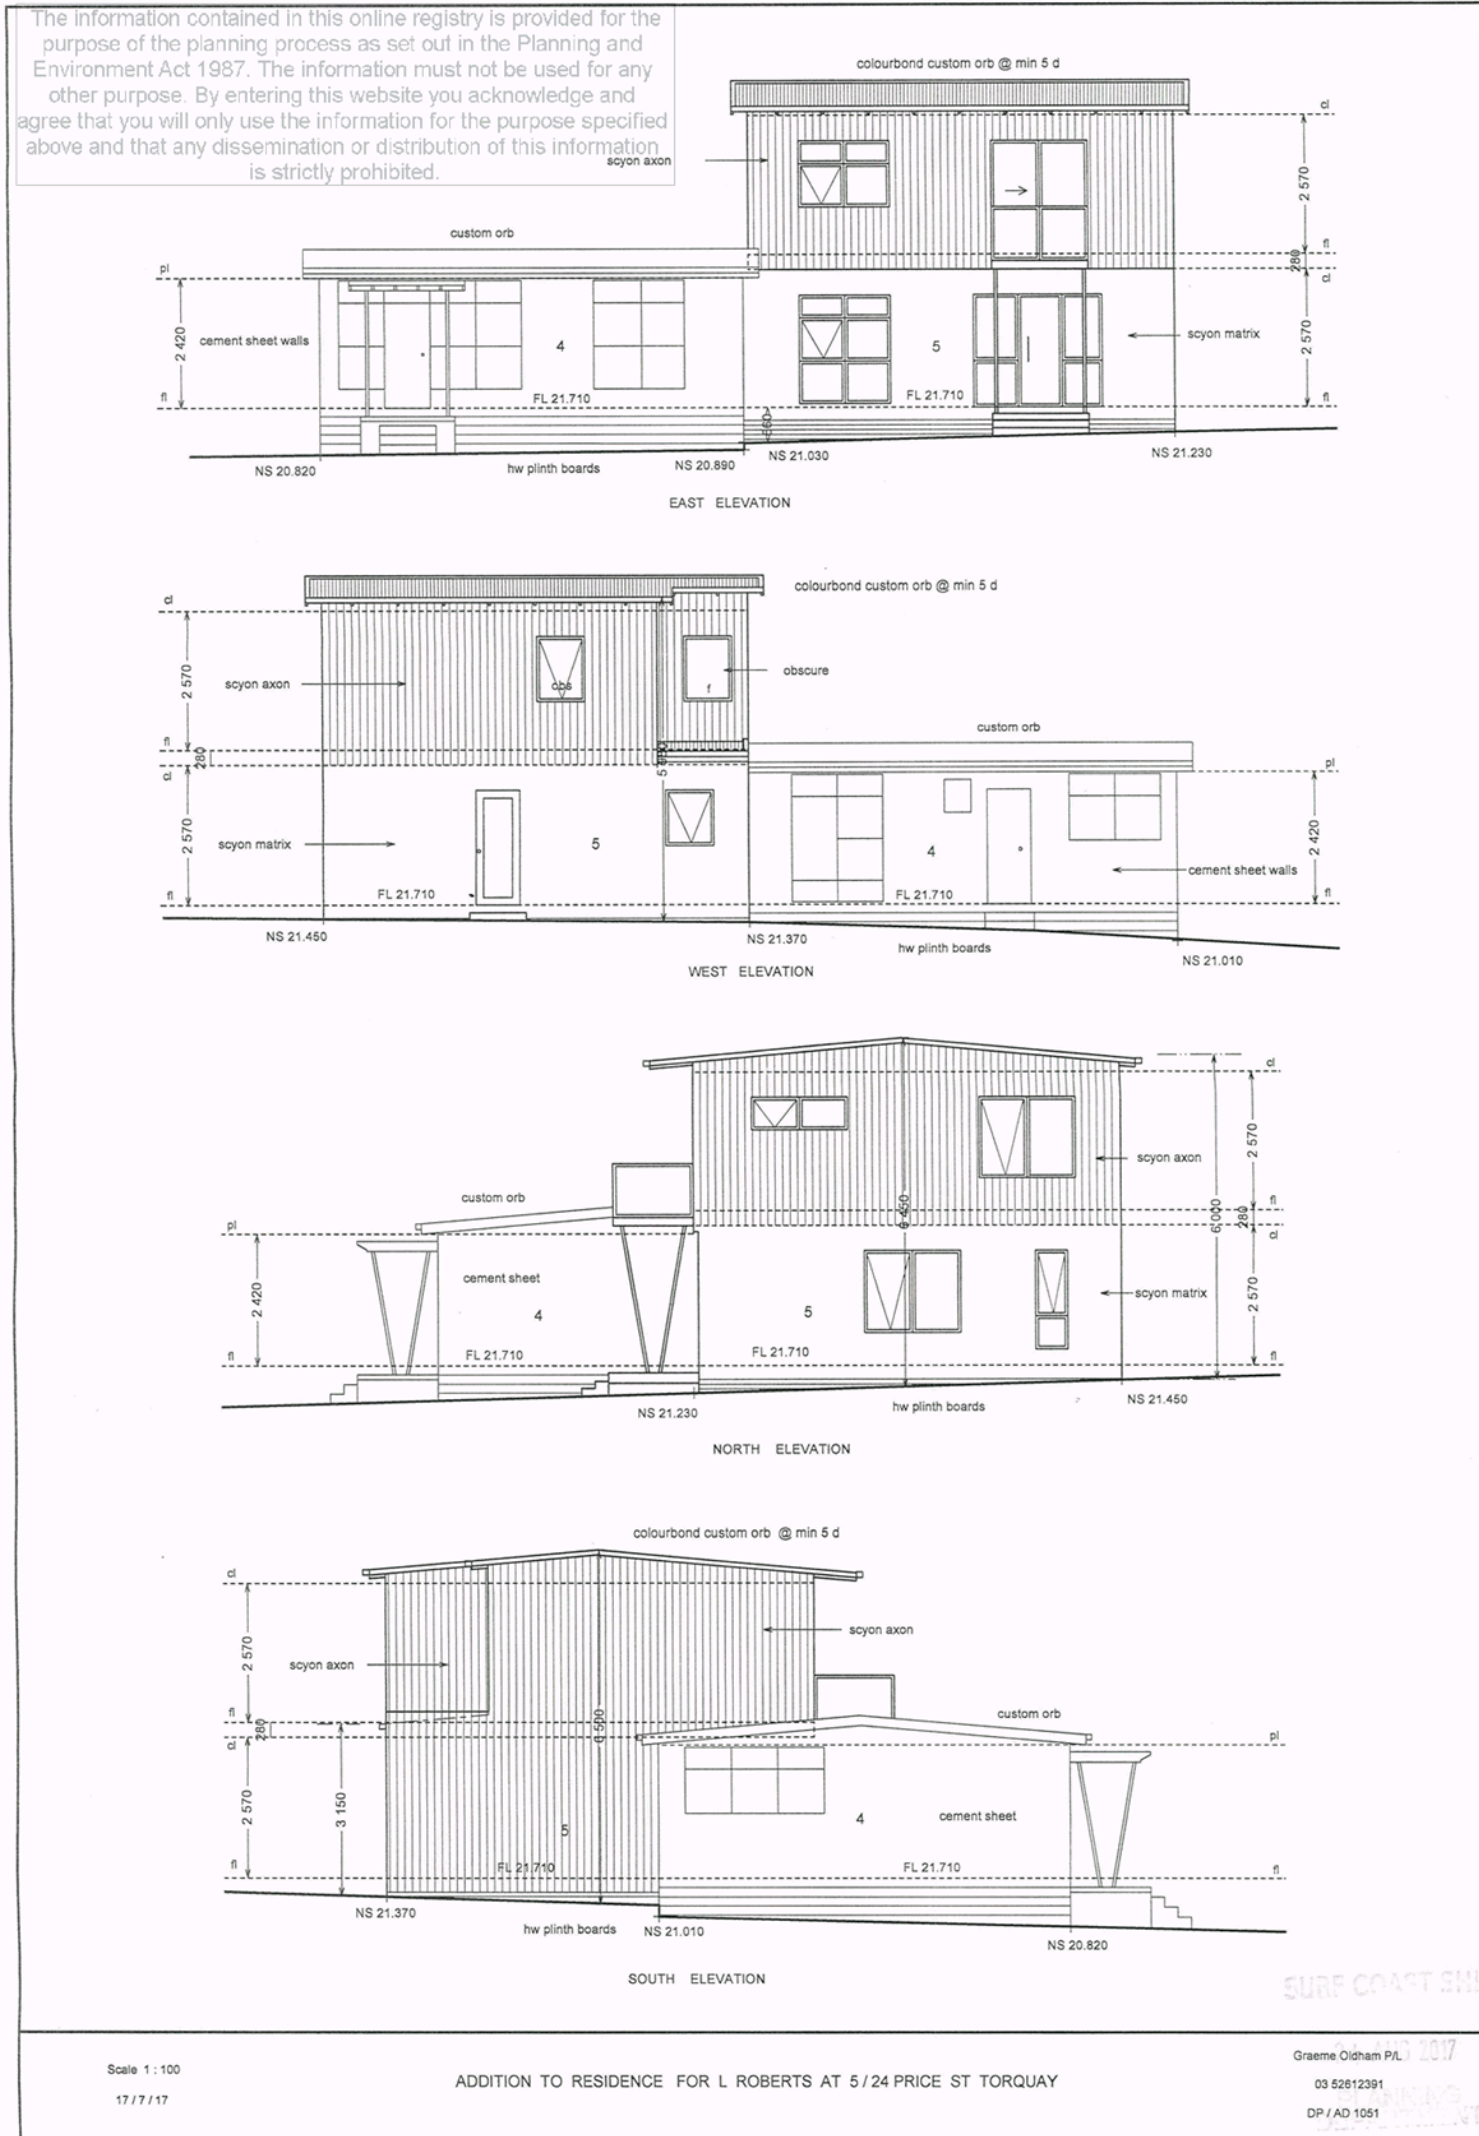 The information contained in this online registry is provided for the
purpose of the planning process as set out in the Planning and
Environment Act 1987. The information must not be used for any
other purpose. By entering this website you acknowledge and
agree that you will only use the information for the purpose specified
above and that any dissemination or distribution of this information
is strictly prohibited.
colourbond custom orb @ min 5 d
scyon axon
cl
2 570
custom orb
fl
280
cl
pl
2 420
cement sheet walls
4
5
scyon matrix
2 570
FL 21.710
FL 21.710
fl
fl
NS 20.820
hw plinth boards
NS 20.890
NS 21.030
NS 21.230
EAST ELEVATION
colourbond custom orb @ min 5 d
cl
2 570
scyon axon
obs
f
obscure
custom orb
fl
280
cl
pl
2 570
scyon matrix
5
4
2 420
cement sheet walls
FL 21.710
FL 21.710
fl
fl
NS 21.450
NS 21.370
hw plinth boards
NS 21.010
WEST ELEVATION
cl
2 570
scyon axon
custom orb
6 450
6 000
fl
280
cl
pl
2 420
cement sheet
4
5
scyon matrix
2 570
FL 21.710
FL 21.710
fl
fl
NS 21.230
hw plinth boards
NS 21.450
NORTH ELEVATION
colourbond custom orb @ min 5 d
cl
2 570
scyon axon
scyon axon
fl
280
cl
6 500
custom orb
pl
2 570
3 150
5
4
cement sheet
FL 21.710
FL 21.710
fl
fl
NS 21.370
hw plinth boards
NS 21.010
NS 20.820
SOUTH ELEVATION
SURF COAST
Scale 1 : 100
17 / 7 / 17
ADDITION TO RESIDENCE FOR L ROBERTS AT 5 / 24 PRICE ST TORQUAY
Graeme Oldham P/L
AUG 2017
03 52612391
PLANNING
DP / AD 1051